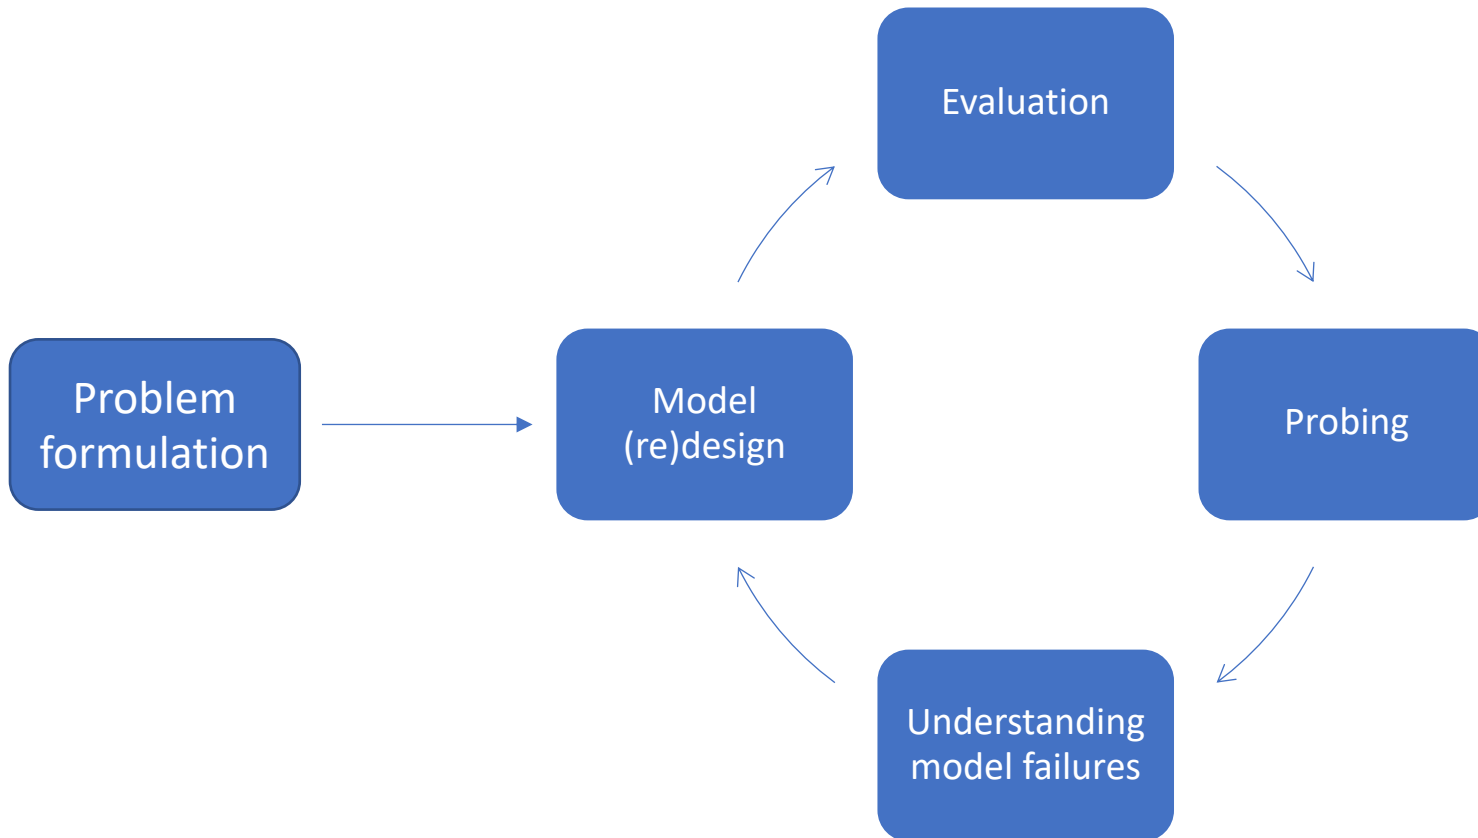 Evaluation
Problem
formulation
Model
(re)design
Probing
Understanding
model failures